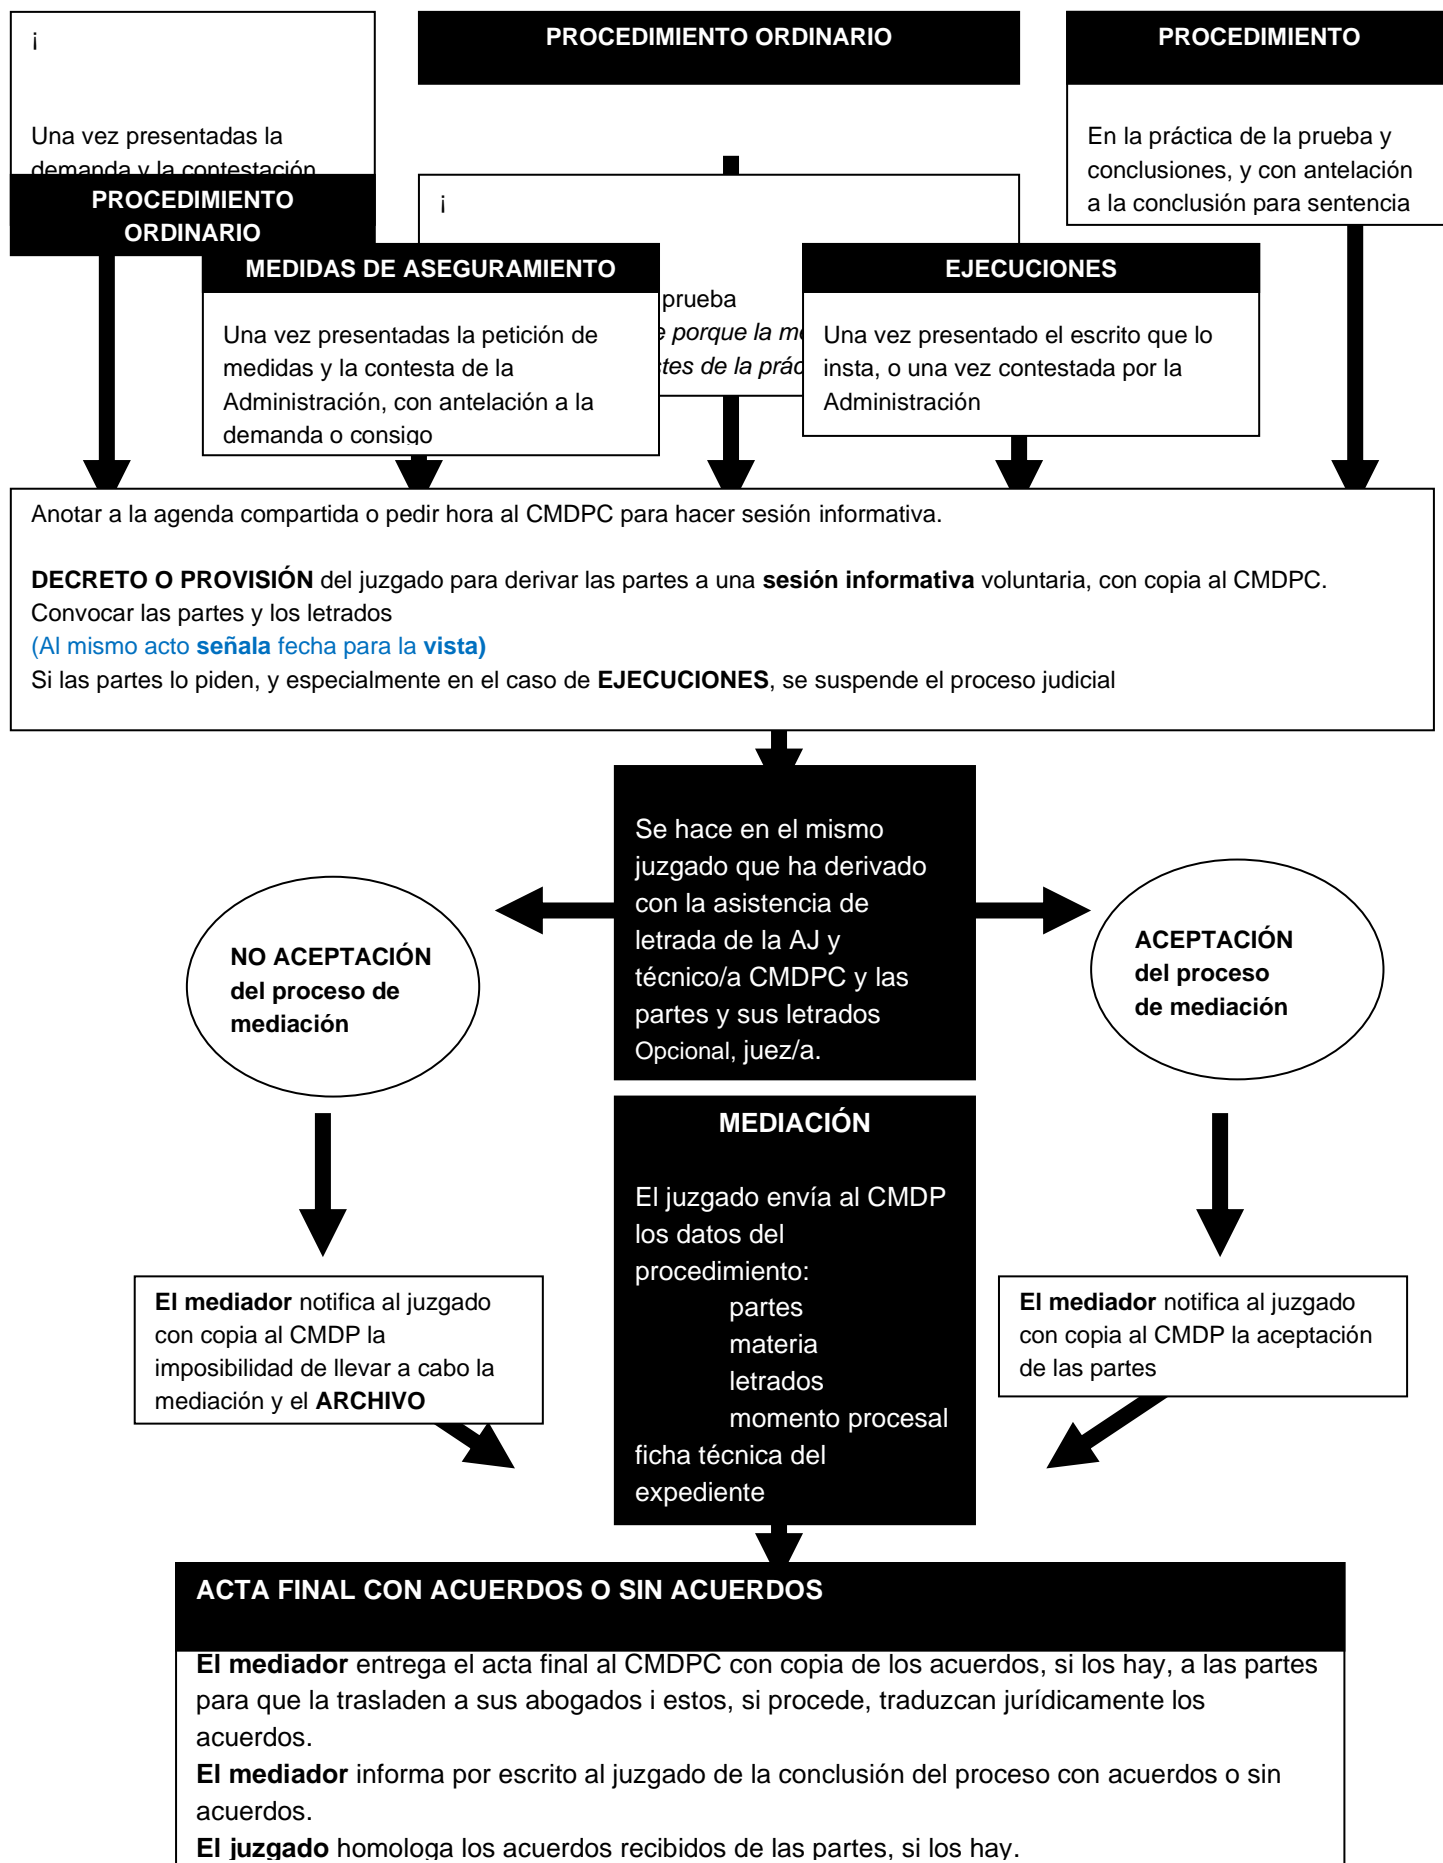 ¡
Una vez presentadas la
demanda y la contestación
PROCEDIMIENTO
ORDINARIO
PROCEDIMIENTO ORDINARIO
¡
prueba
porque la
de la
PROCEDIMIENTO
En la práctica de la prueba y
conclusiones, y con antelación
a la conclusión para sentencia
MEDIDAS DE ASEGURAMIENTO
Una vez presentadas la petición de
medidas y la contesta de la
Administración, con antelación a la
demanda o consigo
EJECUCIONES
Una vez presentado el escrito que lo
insta, o una vez contestada por la
Administración
Anotar a la agenda compartida o pedir hora al CMDPC para hacer sesión informativa.
DECRETO O PROVISIÓN del juzgado para derivar las partes a una sesión informativa voluntaria, con copia al CMDPC.
Convocar las partes y los letrados
(Al mismo acto señala fecha para la vista)
Si las partes lo piden, y especialmente en el caso de EJECUCIONES, se suspende el proceso judicial
Se hace en el mismo
juzgado que ha derivado
con la asistencia de
letrada de la AJ y
técnico/a CMDPC y las
partes y sus letrados
Opcional, juez/a.
NO ACEPTACIÓN
del proceso de
mediación
ACEPTACIÓN
del proceso
de mediación
MEDIACIÓN
El juzgado envía al CMDP
los datos del
procedimiento:
partes
materia
letrados
momento procesal
ficha técnica del
expediente
El mediador notifica al juzgado
con copia al CMDP la
imposibilidad de llevar a cabo la
mediación y el ARCHIVO
El mediador notifica al juzgado
con copia al CMDP la aceptación
de las partes
ACTA FINAL CON ACUERDOS O SIN ACUERDOS
El mediador entrega el acta final al CMDPC con copia de los acuerdos, si los hay, a las partes
para que la trasladen a sus abogados i estos, si procede, traduzcan jurídicamente los
acuerdos.
El mediador informa por escrito al juzgado de la conclusión del proceso con acuerdos o sin
acuerdos.
El juzgado homologa los acuerdos recibidos de las partes, si los hay.